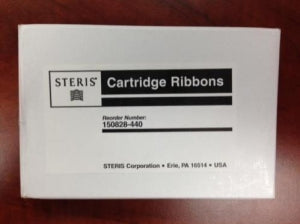 STERIS®
Cartridge Ribbons
Reorder Number:
150828-440
STERIS Corporation • Erie, PA 16514 • USA